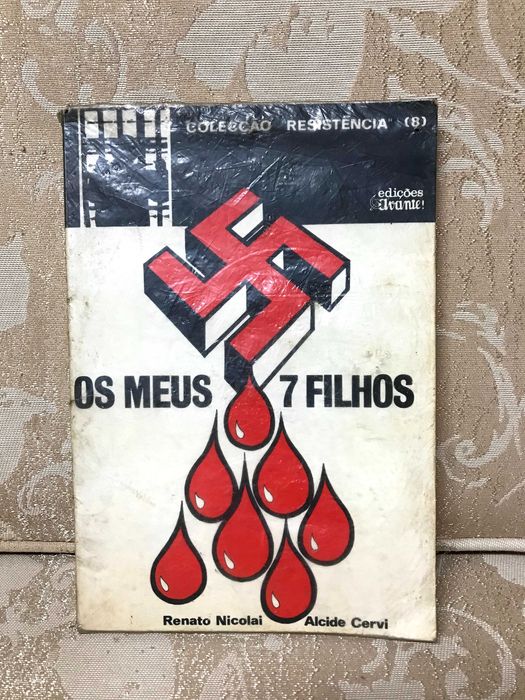 COLECÇÃO RESISTÊNCIA (8)
edições
Avante!
OS MEUS 7 FILHOS
Renato Nicolai Alcide Cervi